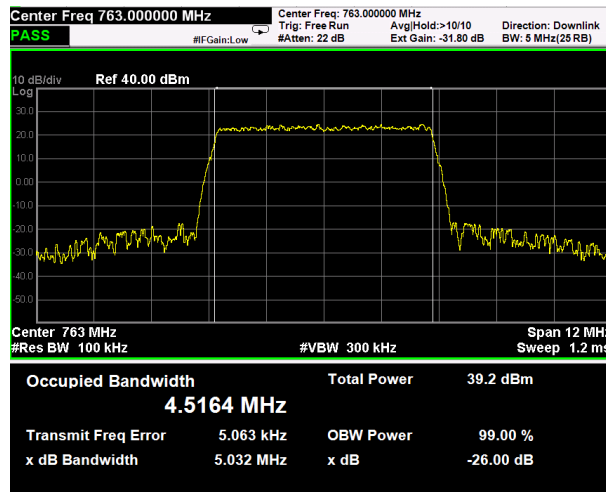 Center Freq 763.000000 MHz
Center Freq: 763.000000 MHz
PASS
#IFGain:Low
Trig: Free Run
Avg|Hold:>10/10
Direction: Downlink
#Atten: 22 dB
Ext Gain: -31.80 dB
BW: 5 MHz(25 RB)
10 dB/div
Ref 40.00 dBm
Log
30.0
20.0
10.0
0.00
-10.0
-20.0
-30.0
-40.0
-50.0
Center 763 MHz
Span 12 MHz
#Res BW 100 kHz
#VBW 300 kHz
Sweep 1.2 ms
Occupied Bandwidth
Total Power
39.2 dBm
4.5164 MHz
Transmit Freq Error
5.063 kHz
OBW Power
99.00 %
x dB Bandwidth
5.032 MHz
x dB
-26.00 dB